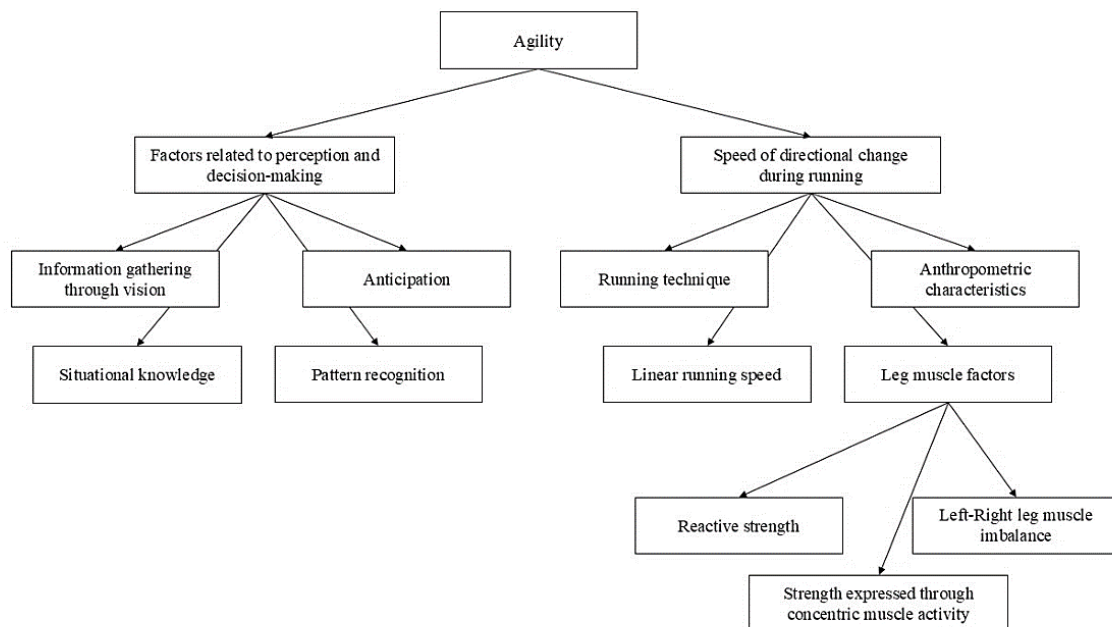 Agility
Factors related to perception and
decision-making
Speed of directional change
during running
Information gathering
through vision
Anticipation
Running technique
Anthropometric
characteristics
Situational knowledge
Pattern recognition
Linear running speed
Leg muscle factors
Reactive strength
Left-Right leg muscle
imbalance
Strength expressed through
concentric muscle activity